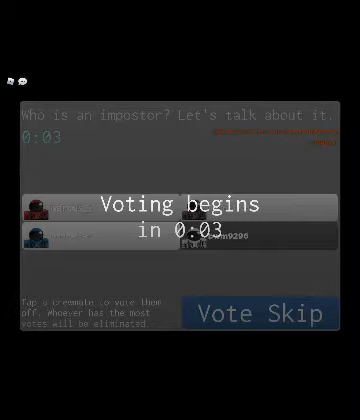 Who is an impostor? Let's talk about it.
0:03
Voting begins
in 0:03
Tap a crewmate to vote them
off. Whoever has the most
votes will be eliminated.
Vote Skip